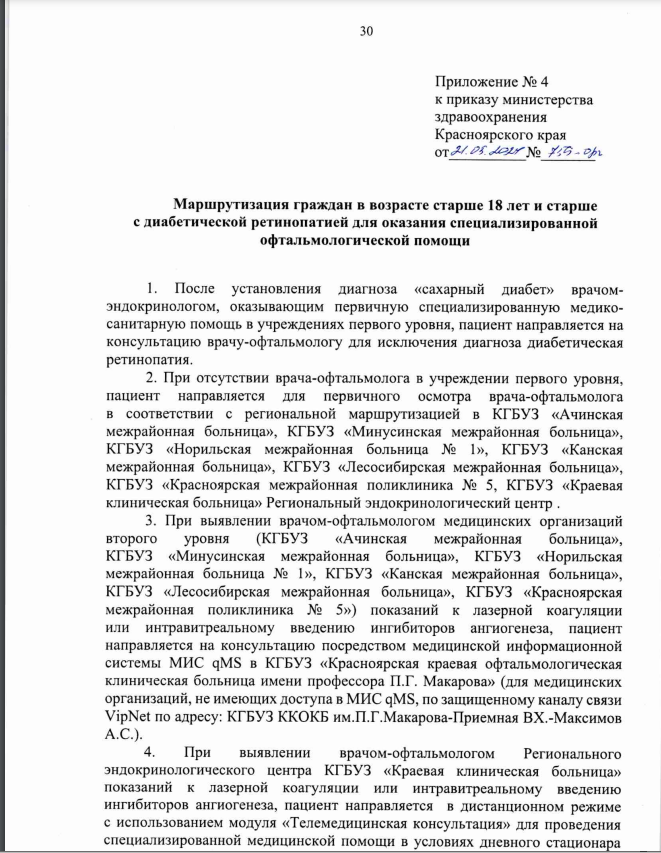 30
Приложение № 4
к приказу министерства
здравоохранения
Красноярского края
от 21.05.2024 № 755-орг
Маршрутизация граждан в возрасте старше 18 лет и старше
с диабетической ретинопатией для оказания специализированной
офтальмологической помощи
1. После установления диагноза «сахарный диабет» врачом-
эндокринологом, оказывающим первичную специализированную медико-
санитарную помощь в учреждениях первого уровня, пациент направляется на
консультацию врачу-офтальмологу для исключения диагноза диабетическая
ретинопатия.
2. При отсутствии врача-офтальмолога в учреждении первого уровня,
пациент направляется для первичного осмотра врача-офтальмолога
в соответствии с региональной маршрутизацией в КГБУЗ «Ачинская
межрайонная больница», КГБУЗ «Минусинская межрайонная больница»,
КГБУЗ «Норильская межрайонная больница № 1», КГБУЗ «Канская
межрайонная больница», КГБУЗ «Лесосибирская межрайонная больница»,
КГБУЗ «Красноярская межрайонная поликлиника № 5, КГБУЗ «Краевая
клиническая больница» Региональный эндокринологический центр .
3. При выявлении врачом-офтальмологом медицинских организаций
второго уровня (КГБУЗ «Ачинская межрайонная больница»,
КГБУЗ «Минусинская межрайонная больница», КГБУЗ «Норильская
межрайонная больница № 1», КГБУЗ «Канская межрайонная больница»,
КГБУЗ «Лесосибирская межрайонная больница», КГБУЗ «Красноярская
межрайонная поликлиника № 5») показаний к лазерной коагуляции
или интравитреальному введению ингибиторов ангиогенеза, пациент
направляется на консультацию посредством медицинской информационной
системы МИС qMS в КГБУЗ «Красноярская краевая офтальмологическая
клиническая больница имени профессора П.Г. Макарова» (для медицинских
организаций, не имеющих доступа в МИС qMS, по защищенному каналу связи
VipNet по адресу: КГБУЗ ККОКБ им.П.Г.Макарова-Приемная ВХ.-Максимов
А.С.).
4. При выявлении врачом-офтальмологом Регионального
эндокринологического центра КГБУЗ «Краевая клиническая больница»
показаний к лазерной коагуляции или интравитреальному введению
ингибиторов ангиогенеза, пациент направляется в дистанционном режиме
с использованием модуля «Телемедицинская консультация» для проведения
специализированной медицинской помощи в условиях дневного стационара